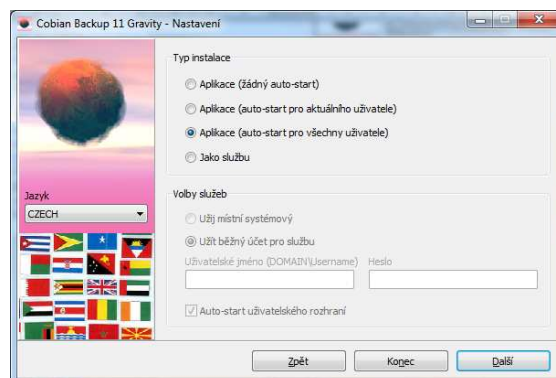 Cobian Backup 11 Gravity - Nastavení
Typ instalace
Aplikace (žádný auto-start)
Aplikace (auto-start pro aktuálního uživatele)
Aplikace (auto-start pro všechny uživatele)
Jako službu
Jazyk
CZECH
Volby služeb
Užij místní systémový
Užít běžný účet pro službu
Uživatelské jméno (DOMAIN\Username) Heslo
Auto-start uživatelského rozhraní
Zpět Konec Další